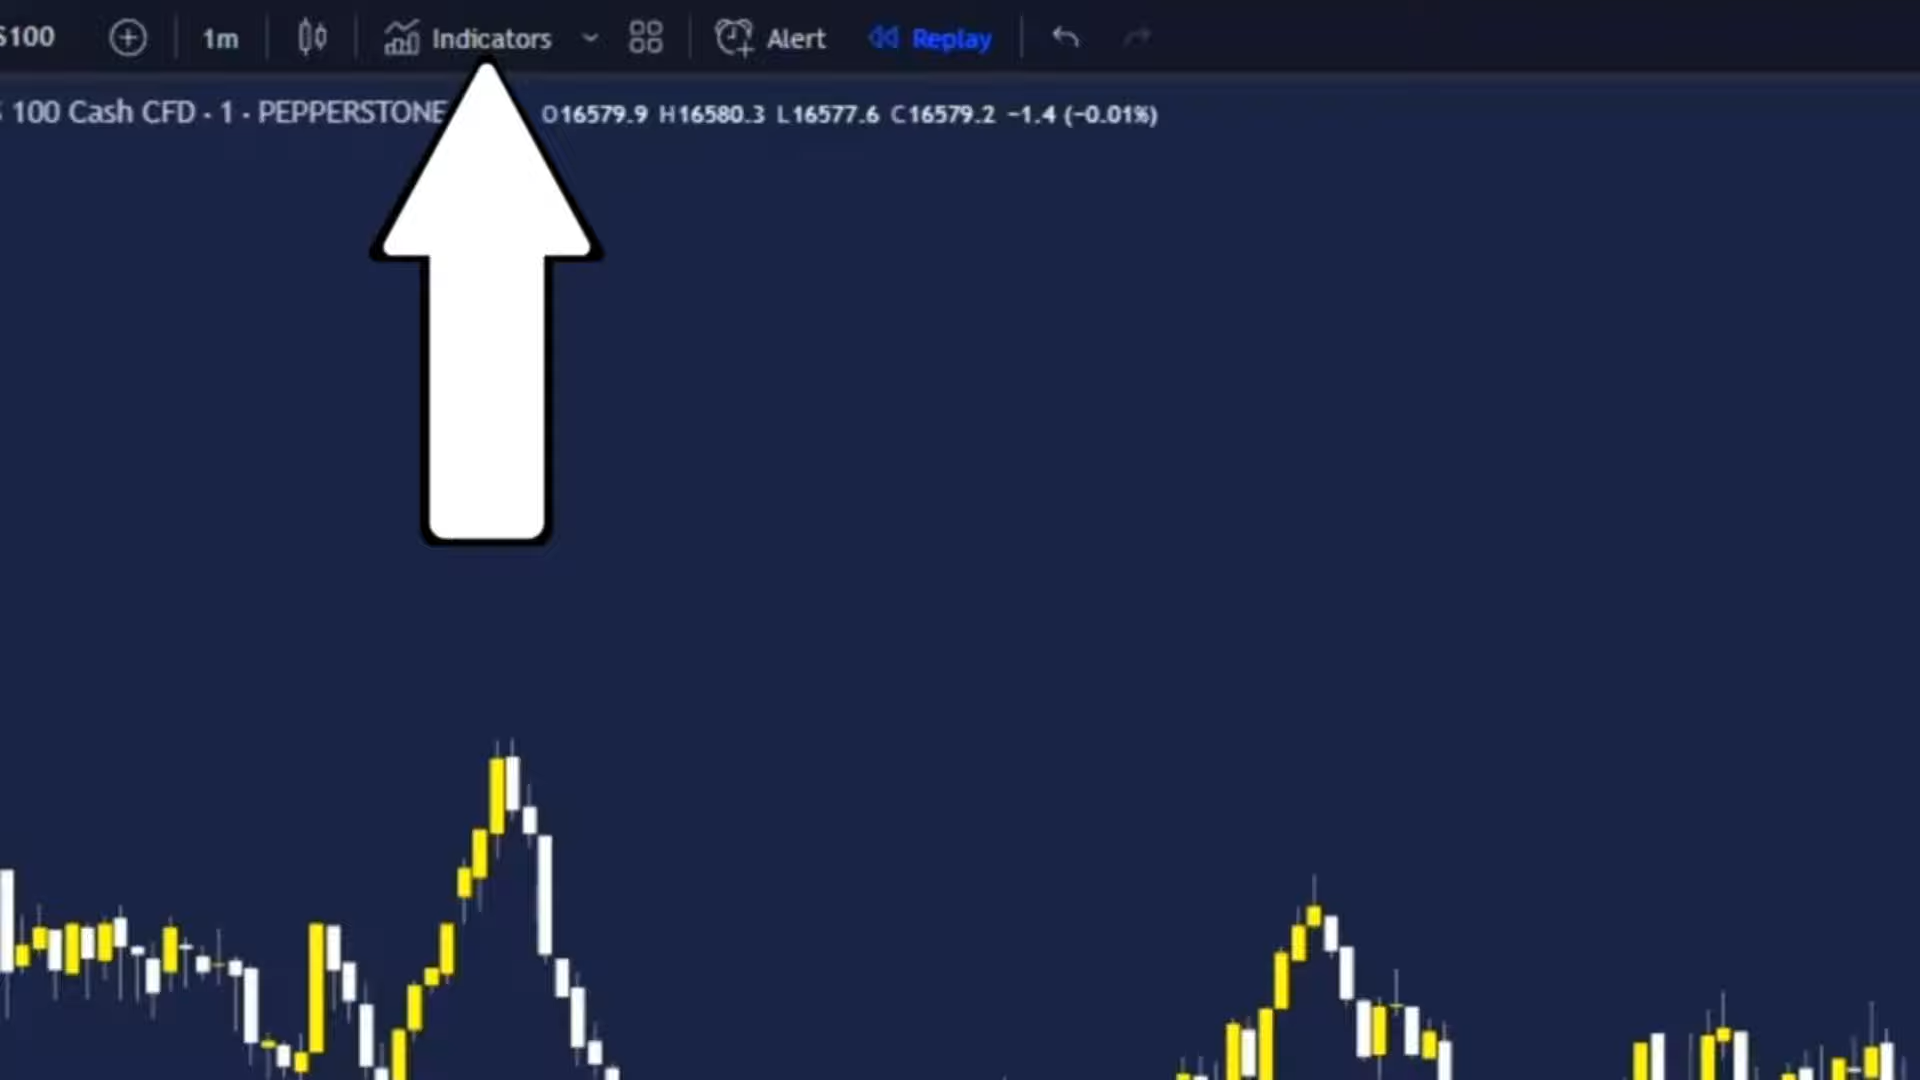 S100 1m Indicators Alert Replay
100 Cash CFD · 1 · PEPPERSTONE O16579.9 H16580.3 L16577.6 C16579.2 −1.4 (−0.01%)